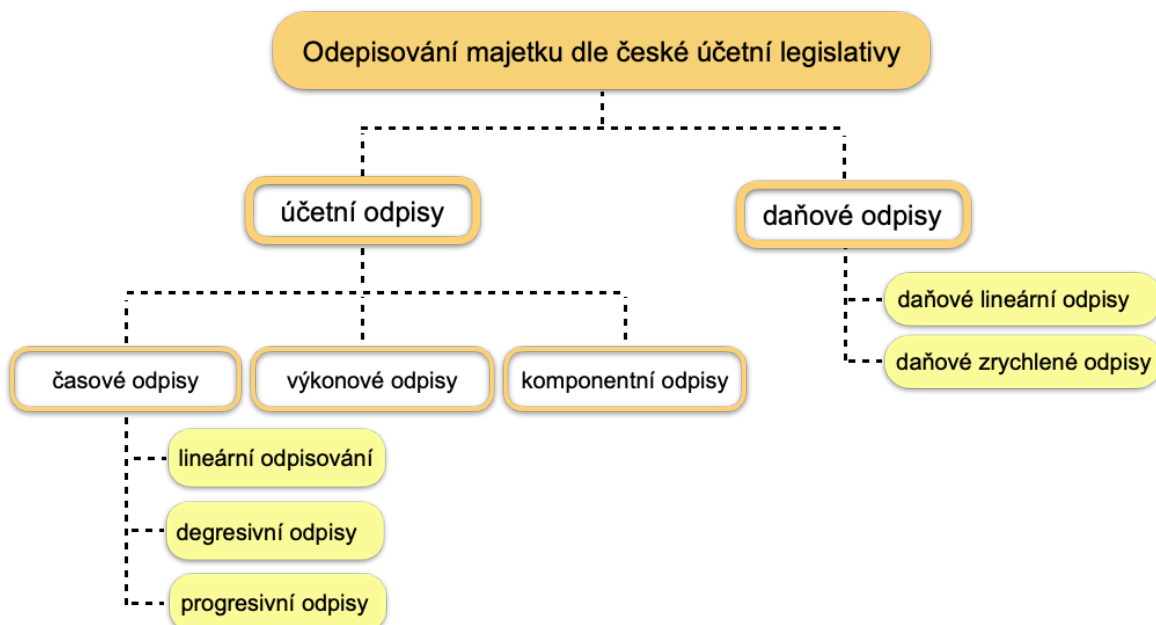 Odepisování majetku dle české účetní legislativy
účetní odpisy
daňové odpisy
daňové lineární odpisy
daňové zrychlené odpisy
časové odpisy
výkonové odpisy
komponentní odpisy
lineární odpisování
degresivní odpisy
progresivní odpisy